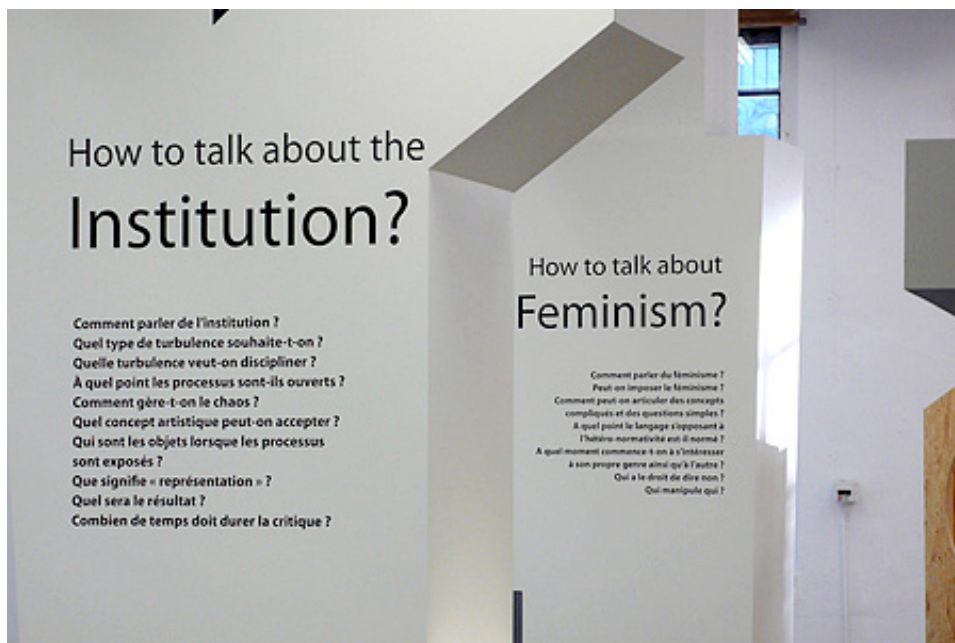 How to talk about the
Institution?
Comment parler de l'institution ?
Quel type de turbulence souhaite-t-on ?
Quelle turbulence veut-on discipliner ?
À quel point les processus sont-ils ouverts ?
Comment gère-t-on le chaos ?
Quel concept artistique peut-on accepter ?
Qui sont les objets lorsque les processus
sont exposés ?
Que signifie « représentation » ?
Quel sera le résultat ?
Combien de temps doit durer la critique ?
How to talk about
Feminism?
Comment parler du féminisme ?
Peut-on imposer le féminisme ?
Comment peut-on articuler des concepts
compliqués et des questions simples ?
A quel point le langage s'opposant à
l'hétéro-normativité est-il normé ?
A quel moment commence-t-on à s'intéresser
à son propre genre ainsi qu'à l'autre ?
Qui a le droit de dire non ?
Qui manipule qui ?